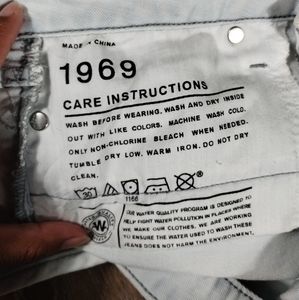 MADE IN CHINA
1969
CARE INSTRUCTIONS
WASH BEFORE WEARING. WASH AND DRY INSIDE
OUT WITH LIKE COLORS. MACHINE WASH COLD.
ONLY NON-CHLORINE BLEACH WHEN NEEDED.
TUMBLE DRY LOW. WARM IRON. DO NOT DRY
CLEAN.
30
®
1166
OUR WATER QUALITY PROGRAM IS DESIGNED TO
HELP FIGHT WATER POLLUTION IN PLACES WHERE
WE MAKE OUR CLOTHES. WE ARE WORKING
TO ENSURE THE WATER USED TO WASH THESE
JEANS DOES NOT HARM THE ENVIRONMENT.
W